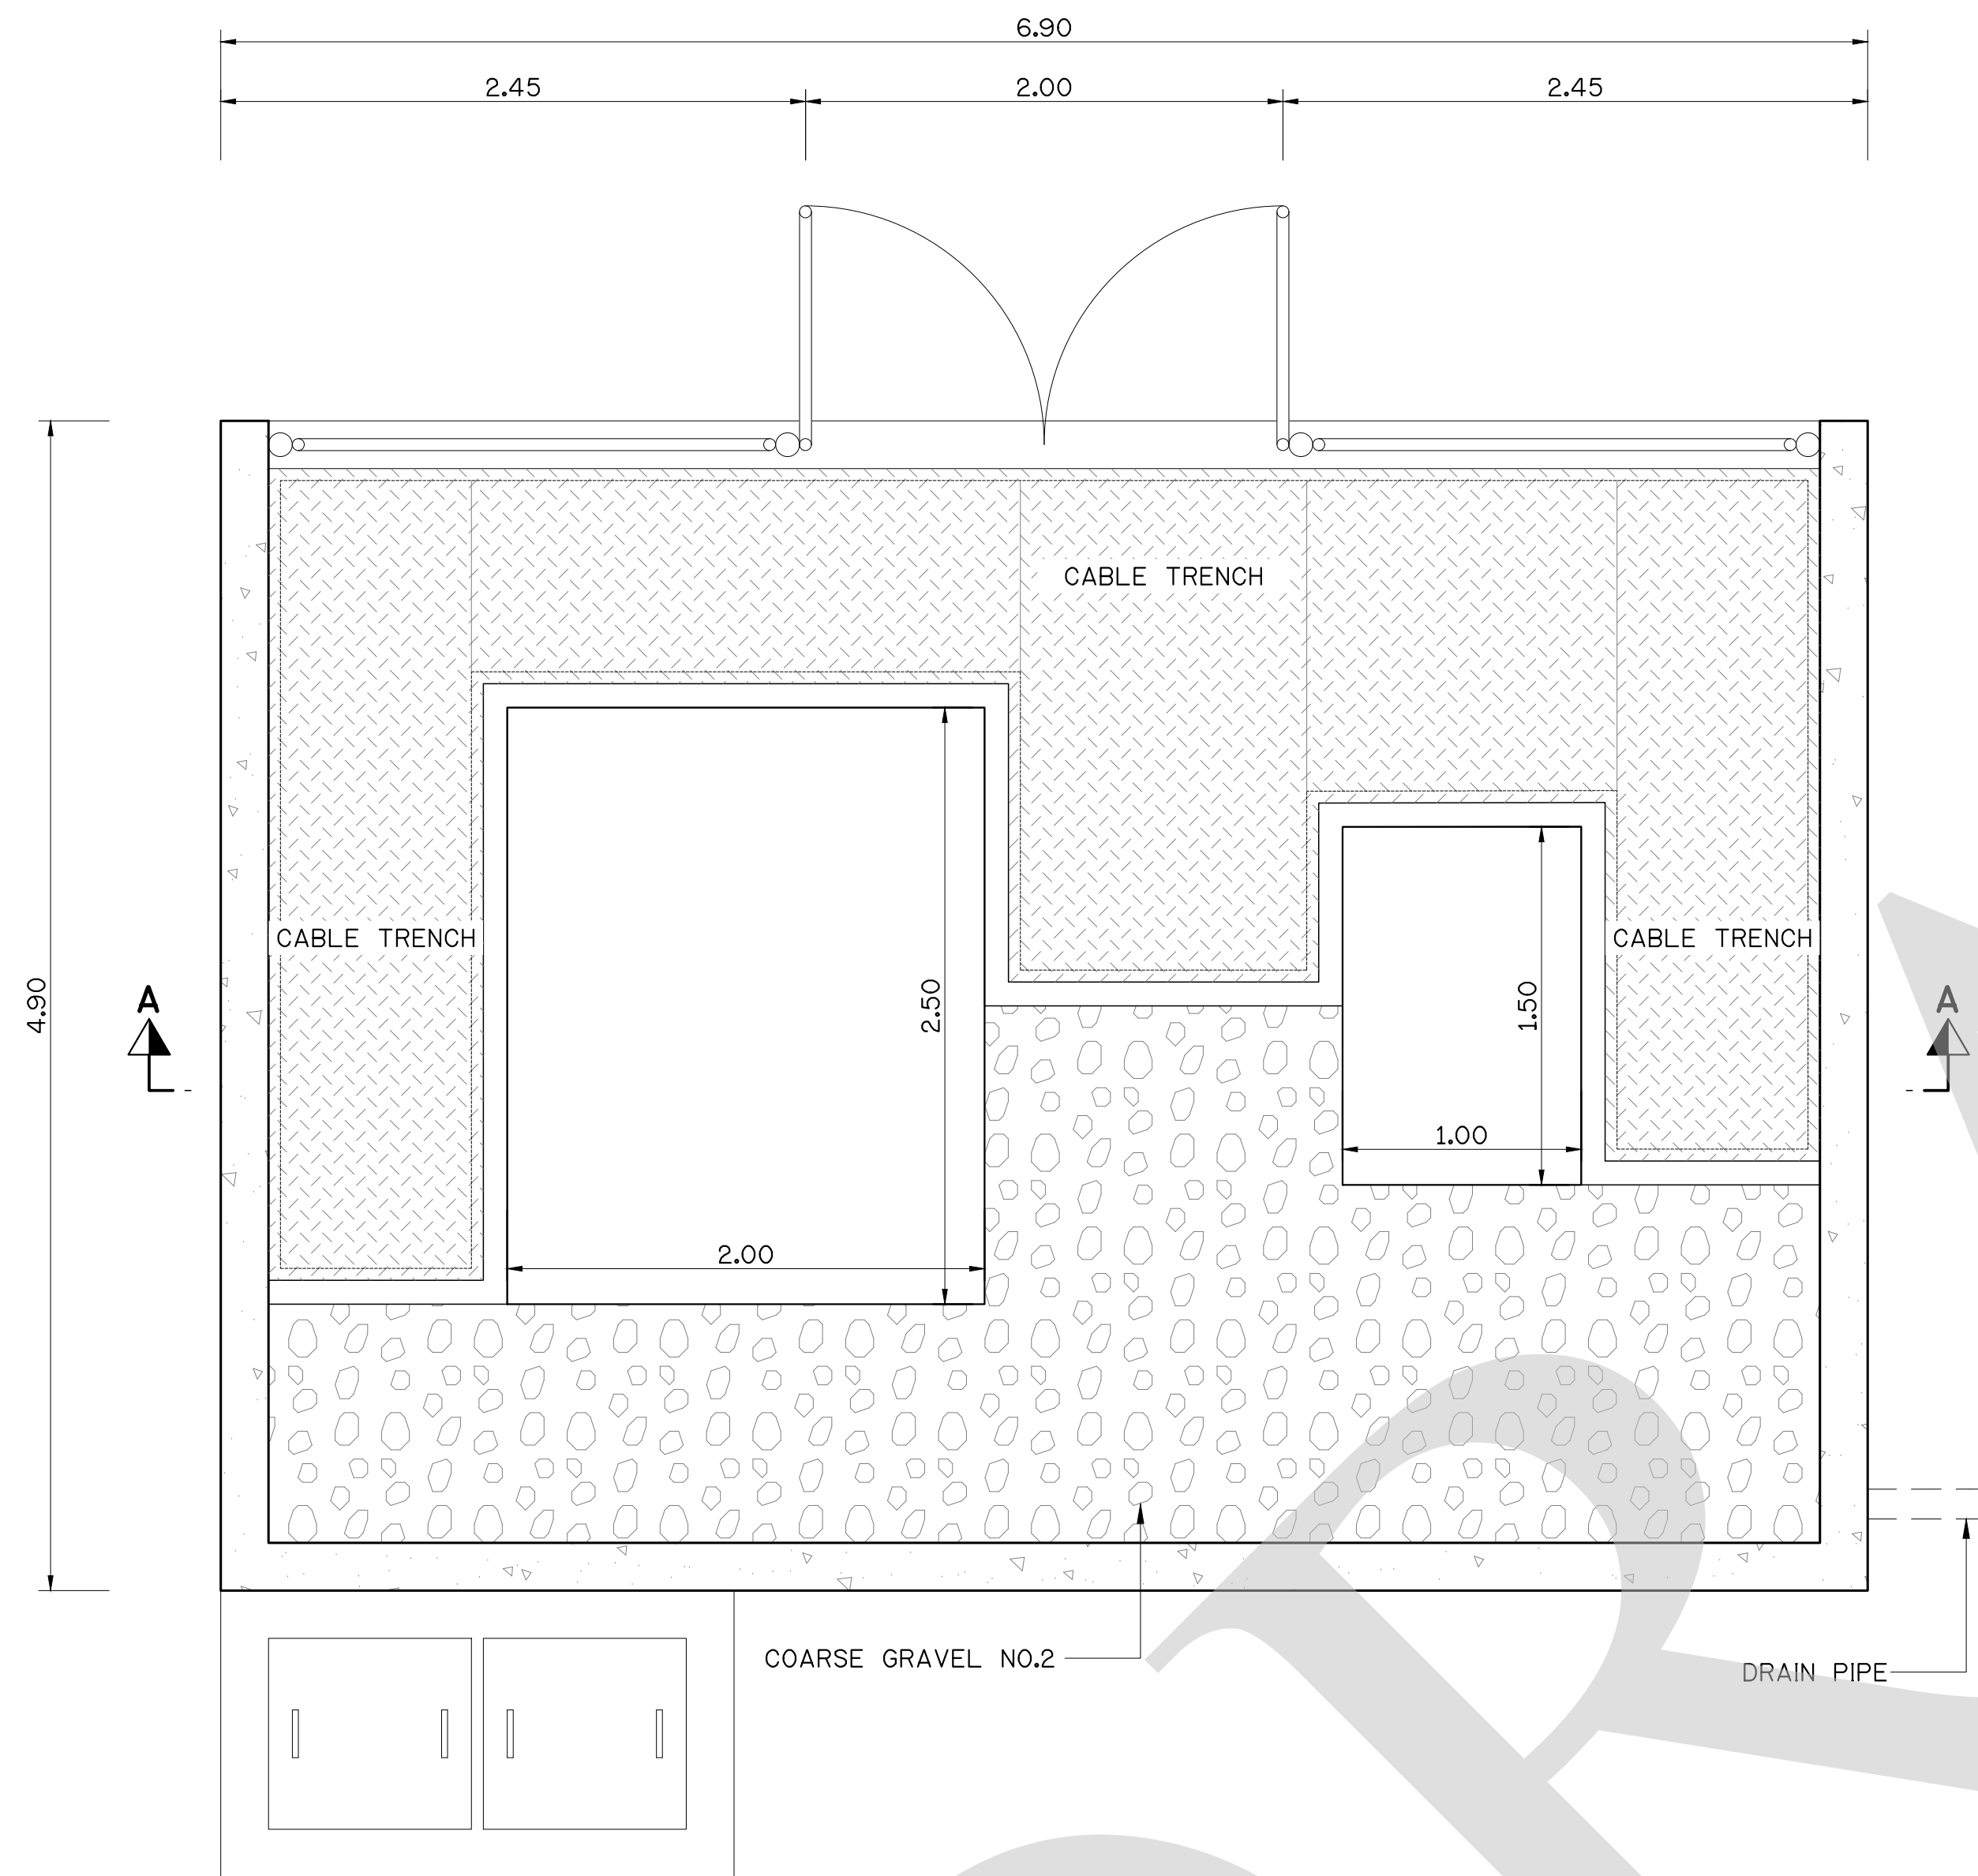 6.90
2.45 2.00 2.45
CABLE TRENCH
CABLE TRENCH
CABLE TRENCH
4.90
A
2.50
1.50
A
1.00
2.00
COARSE GRAVEL NO.2
DRAIN PIPE